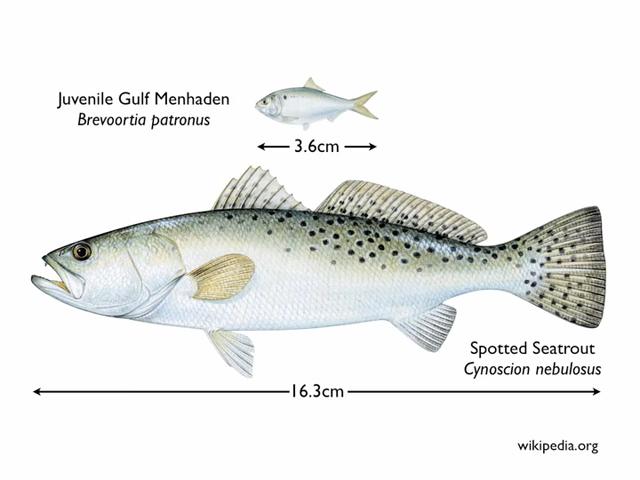 Juvenile Gulf Menhaden
Brevoortia patronus
3.6cm
Spotted Seatrout
Cynoscion nebulosus
16.3cm
wikipedia.org